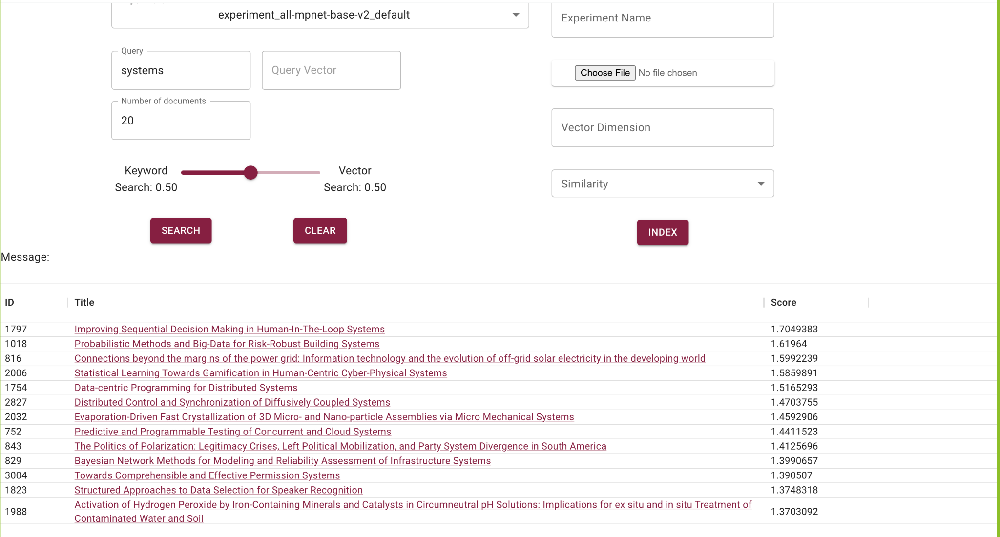 experiment_all-mpnet-base-v2_default
Experiment Name
Query
systems
Query Vector
Choose File No file chosen
Number of documents
20
Vector Dimension
Keyword
Search: 0.50
Vector
Search: 0.50
Similarity
SEARCH
CLEAR
INDEX
Message:
ID Title Score
1797 Improving Sequential Decision Making in Human-In-The-Loop Systems 1.7049383
1018 Probabilistic Methods and Big-Data for Risk-Robust Building Systems 1.61964
816 Connections beyond the margins of the power grid: Information technology and the evolution of off-grid solar electricity in the developing world 1.5992239
2006 Statistical Learning Towards Gamification in Human-Centric Cyber-Physical Systems 1.5859891
1754 Data-centric Programming for Distributed Systems 1.5165293
2827 Distributed Control and Synchronization of Diffusively Coupled Systems 1.4703755
2032 Evaporation-Driven Fast Crystallization of 3D Micro- and Nano-particle Assemblies via Micro Mechanical Systems 1.4592906
752 Predictive and Programmable Testing of Concurrent and Cloud Systems 1.4411523
843 The Politics of Polarization: Legitimacy Crises, Left Political Mobilization, and Party System Divergence in South America 1.4125696
829 Bayesian Network Methods for Modeling and Reliability Assessment of Infrastructure Systems 1.3990657
3004 Towards Comprehensible and Effective Permission Systems 1.390507
1823 Structured Approaches to Data Selection for Speaker Recognition 1.3748318
1988 Activation of Hydrogen Peroxide by Iron-Containing Minerals and Catalysts in Circumneutral pH Solutions: Implications for ex situ and in situ Treatment of
Contaminated Water and Soil 1.3703092